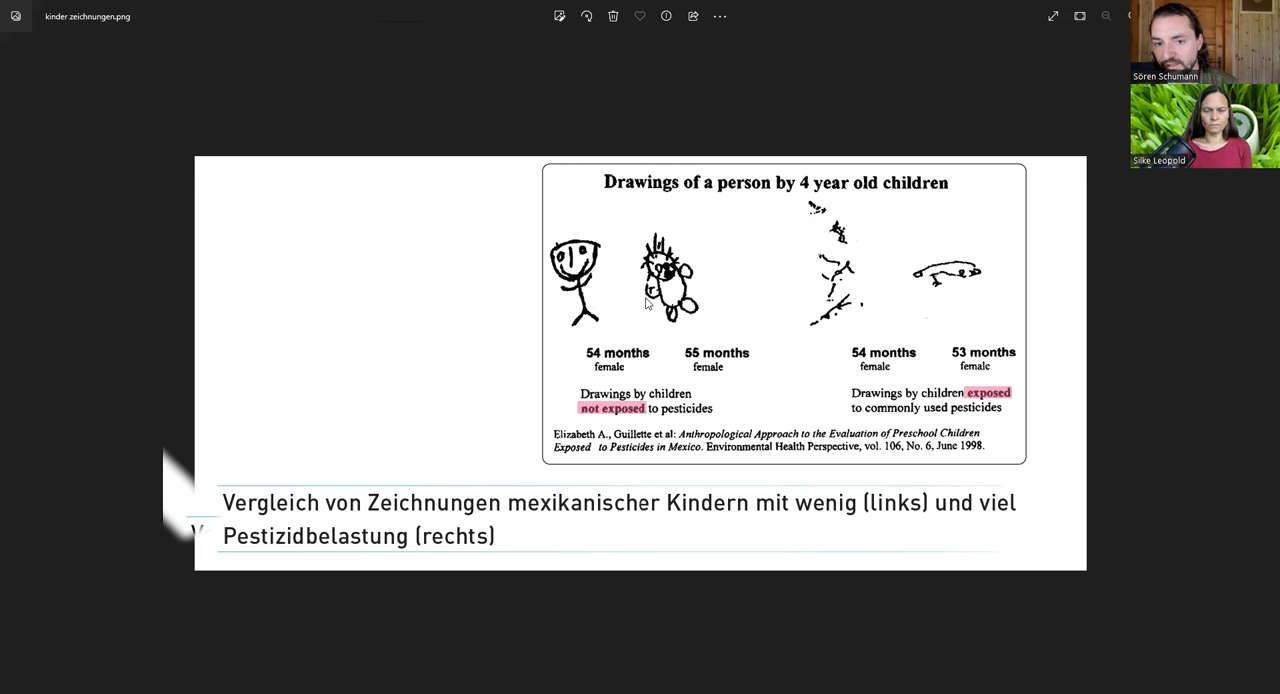 kinder zeichnungen.png
Sören Schumann
Silke Leopold
Drawings of a person by 4 year old children
54 months
female
55 months
female
54 months
female
53 months
female
Drawings by children
not exposed to pesticides
Drawings by children exposed
to commonly used pesticides
Elizabeth A., Guillette et al: Anthropological Approach to the Evaluation of Preschool Children
Exposed to Pesticides in Mexico. Environmental Health Perspective, vol. 106, No. 6, June 1998.
Vergleich von Zeichnungen mexikanischer Kindern mit wenig (links) und viel
Pestizidbelastung (rechts)